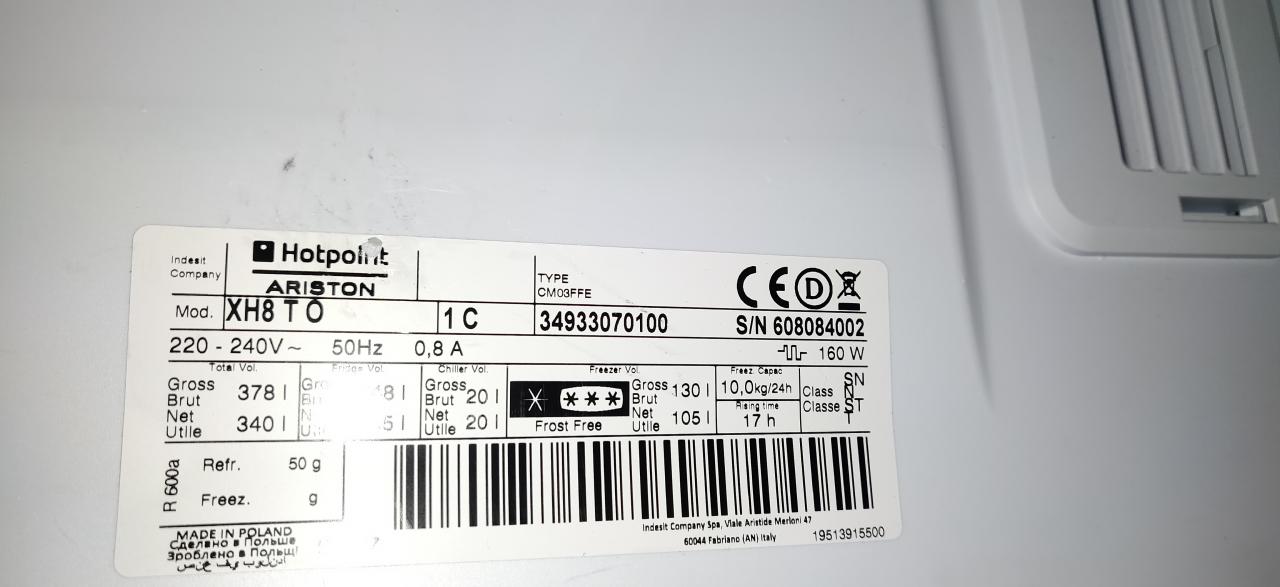 Indesit Company
Hotpoint
ARISTON
TYPE
CM03FFE
CE D
Mod. XH8 T O 1 C 34933070100 S/N 608084002
220 - 240V ~ 50Hz 0,8 A 160 W
Total Vol. Fridge Vol. Chiller Vol. Freezer Vol. Freez. Capac
Gross Brut 378 l
Net Utlle 340 l
Gross Brut 20 l
Net Utlle 20 l
Frost Free
Gross Brut 130 l
Net Utlle 105 l
10,0kg/24h
Rising time
17 h
Class
Classe
SN
N
ST
T
R 600a
Refr. 50 g
Freez. g
MADE IN POLAND
Сделано в Польше
Зроблено в Польщі
Indesit Company Spa, Viale Aristide Merloni 47
60044 Fabriano (AN) Italy
19513915500